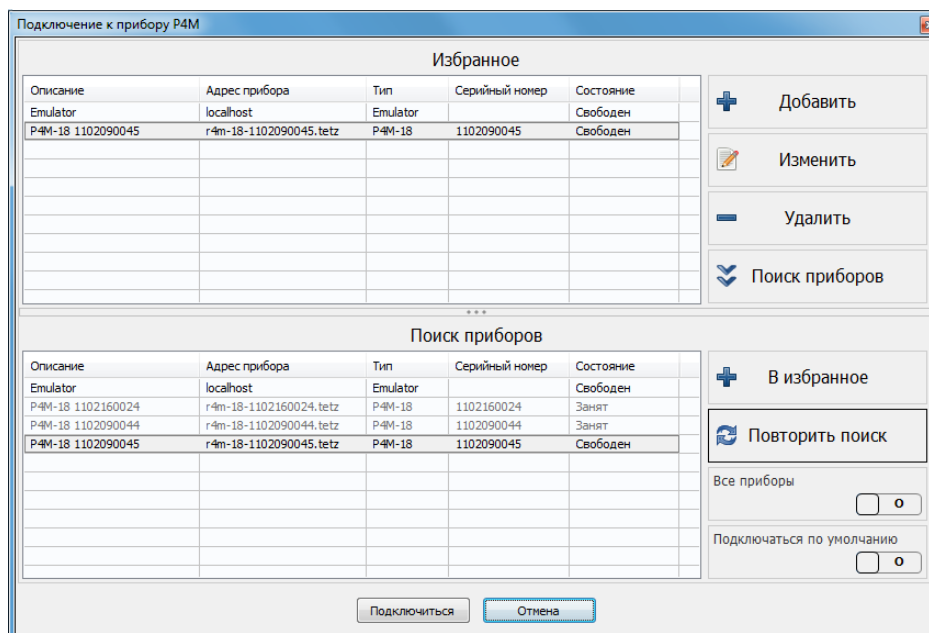 Подключение к прибору Р4М
Избранное
Описание Адрес прибора Тип Серийный номер Состояние
Emulator localhost Emulator Свободен
Р4М-18 1102090045 r4m-18-1102090045.tetz Р4М-18 1102090045 Свободен
Добавить
Изменить
Удалить
Поиск приборов
Поиск приборов
Описание Адрес прибора Тип Серийный номер Состояние
Emulator localhost Emulator Свободен
Р4М-18 1102160024 r4m-18-1102160024.tetz Р4М-18 1102160024 Занят
Р4М-18 1102090044 r4m-18-1102090044.tetz Р4М-18 1102090044 Занят
Р4М-18 1102090045 r4m-18-1102090045.tetz Р4М-18 1102090045 Свободен
В избранное
Повторить поиск
Все приборы
О
Подключаться по умолчанию
О
Подключиться Отмена